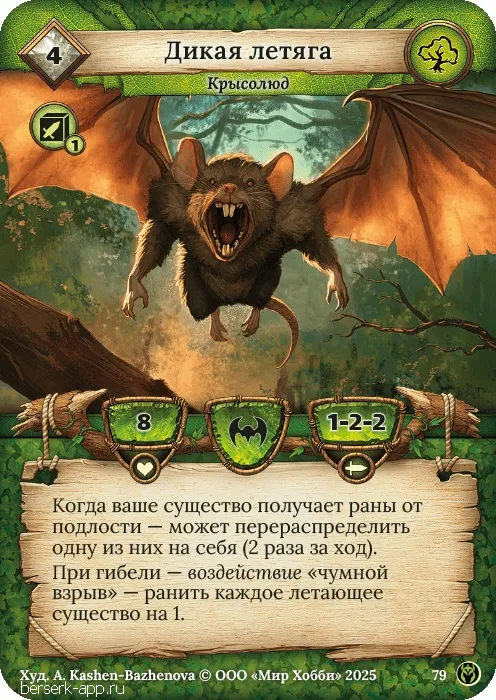 4
Дикая летяга
Крысолюд
1
8
1-2-2
Когда ваше существо получает раны от
подлости — может перераспределить
одну из них на себя (2 раза за ход).
При гибели — воздействие «чумной
взрыв» — ранить каждое летающее
существо на 1.
Худ. A. Kashen-Bazhenova © ООО «Мир Хобби» 2025
79
berserk-app.ru